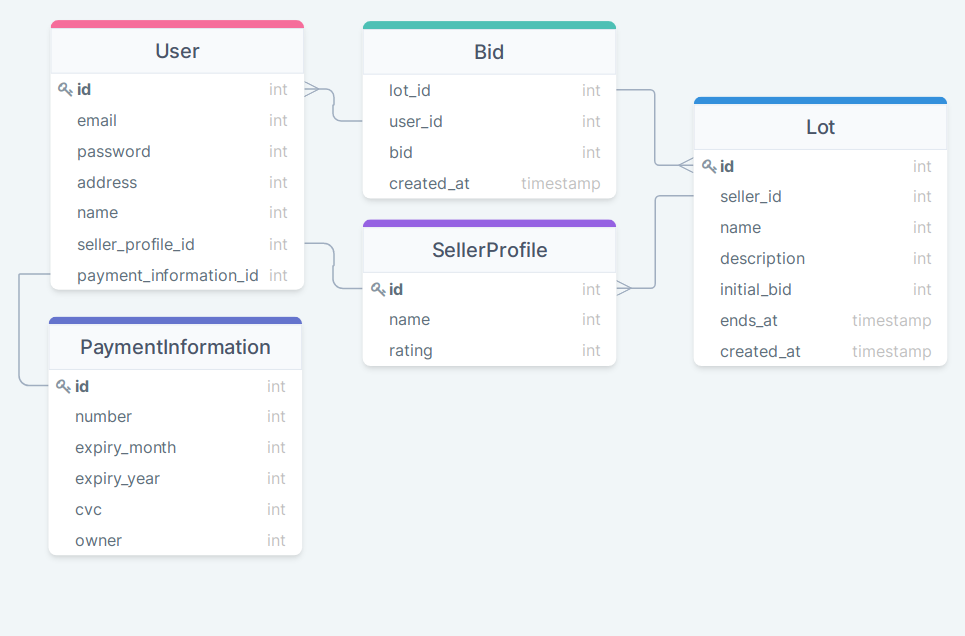 User
id int
email int
password int
address int
name int
seller_profile_id int
payment_information_id int
Bid
lot_id int
user_id int
bid int
created_at timestamp
Lot
id int
seller_id int
name int
description int
initial_bid int
ends_at timestamp
created_at timestamp
SellerProfile
id int
name int
rating int
PaymentInformation
id int
number int
expiry_month int
expiry_year int
cvc int
owner int